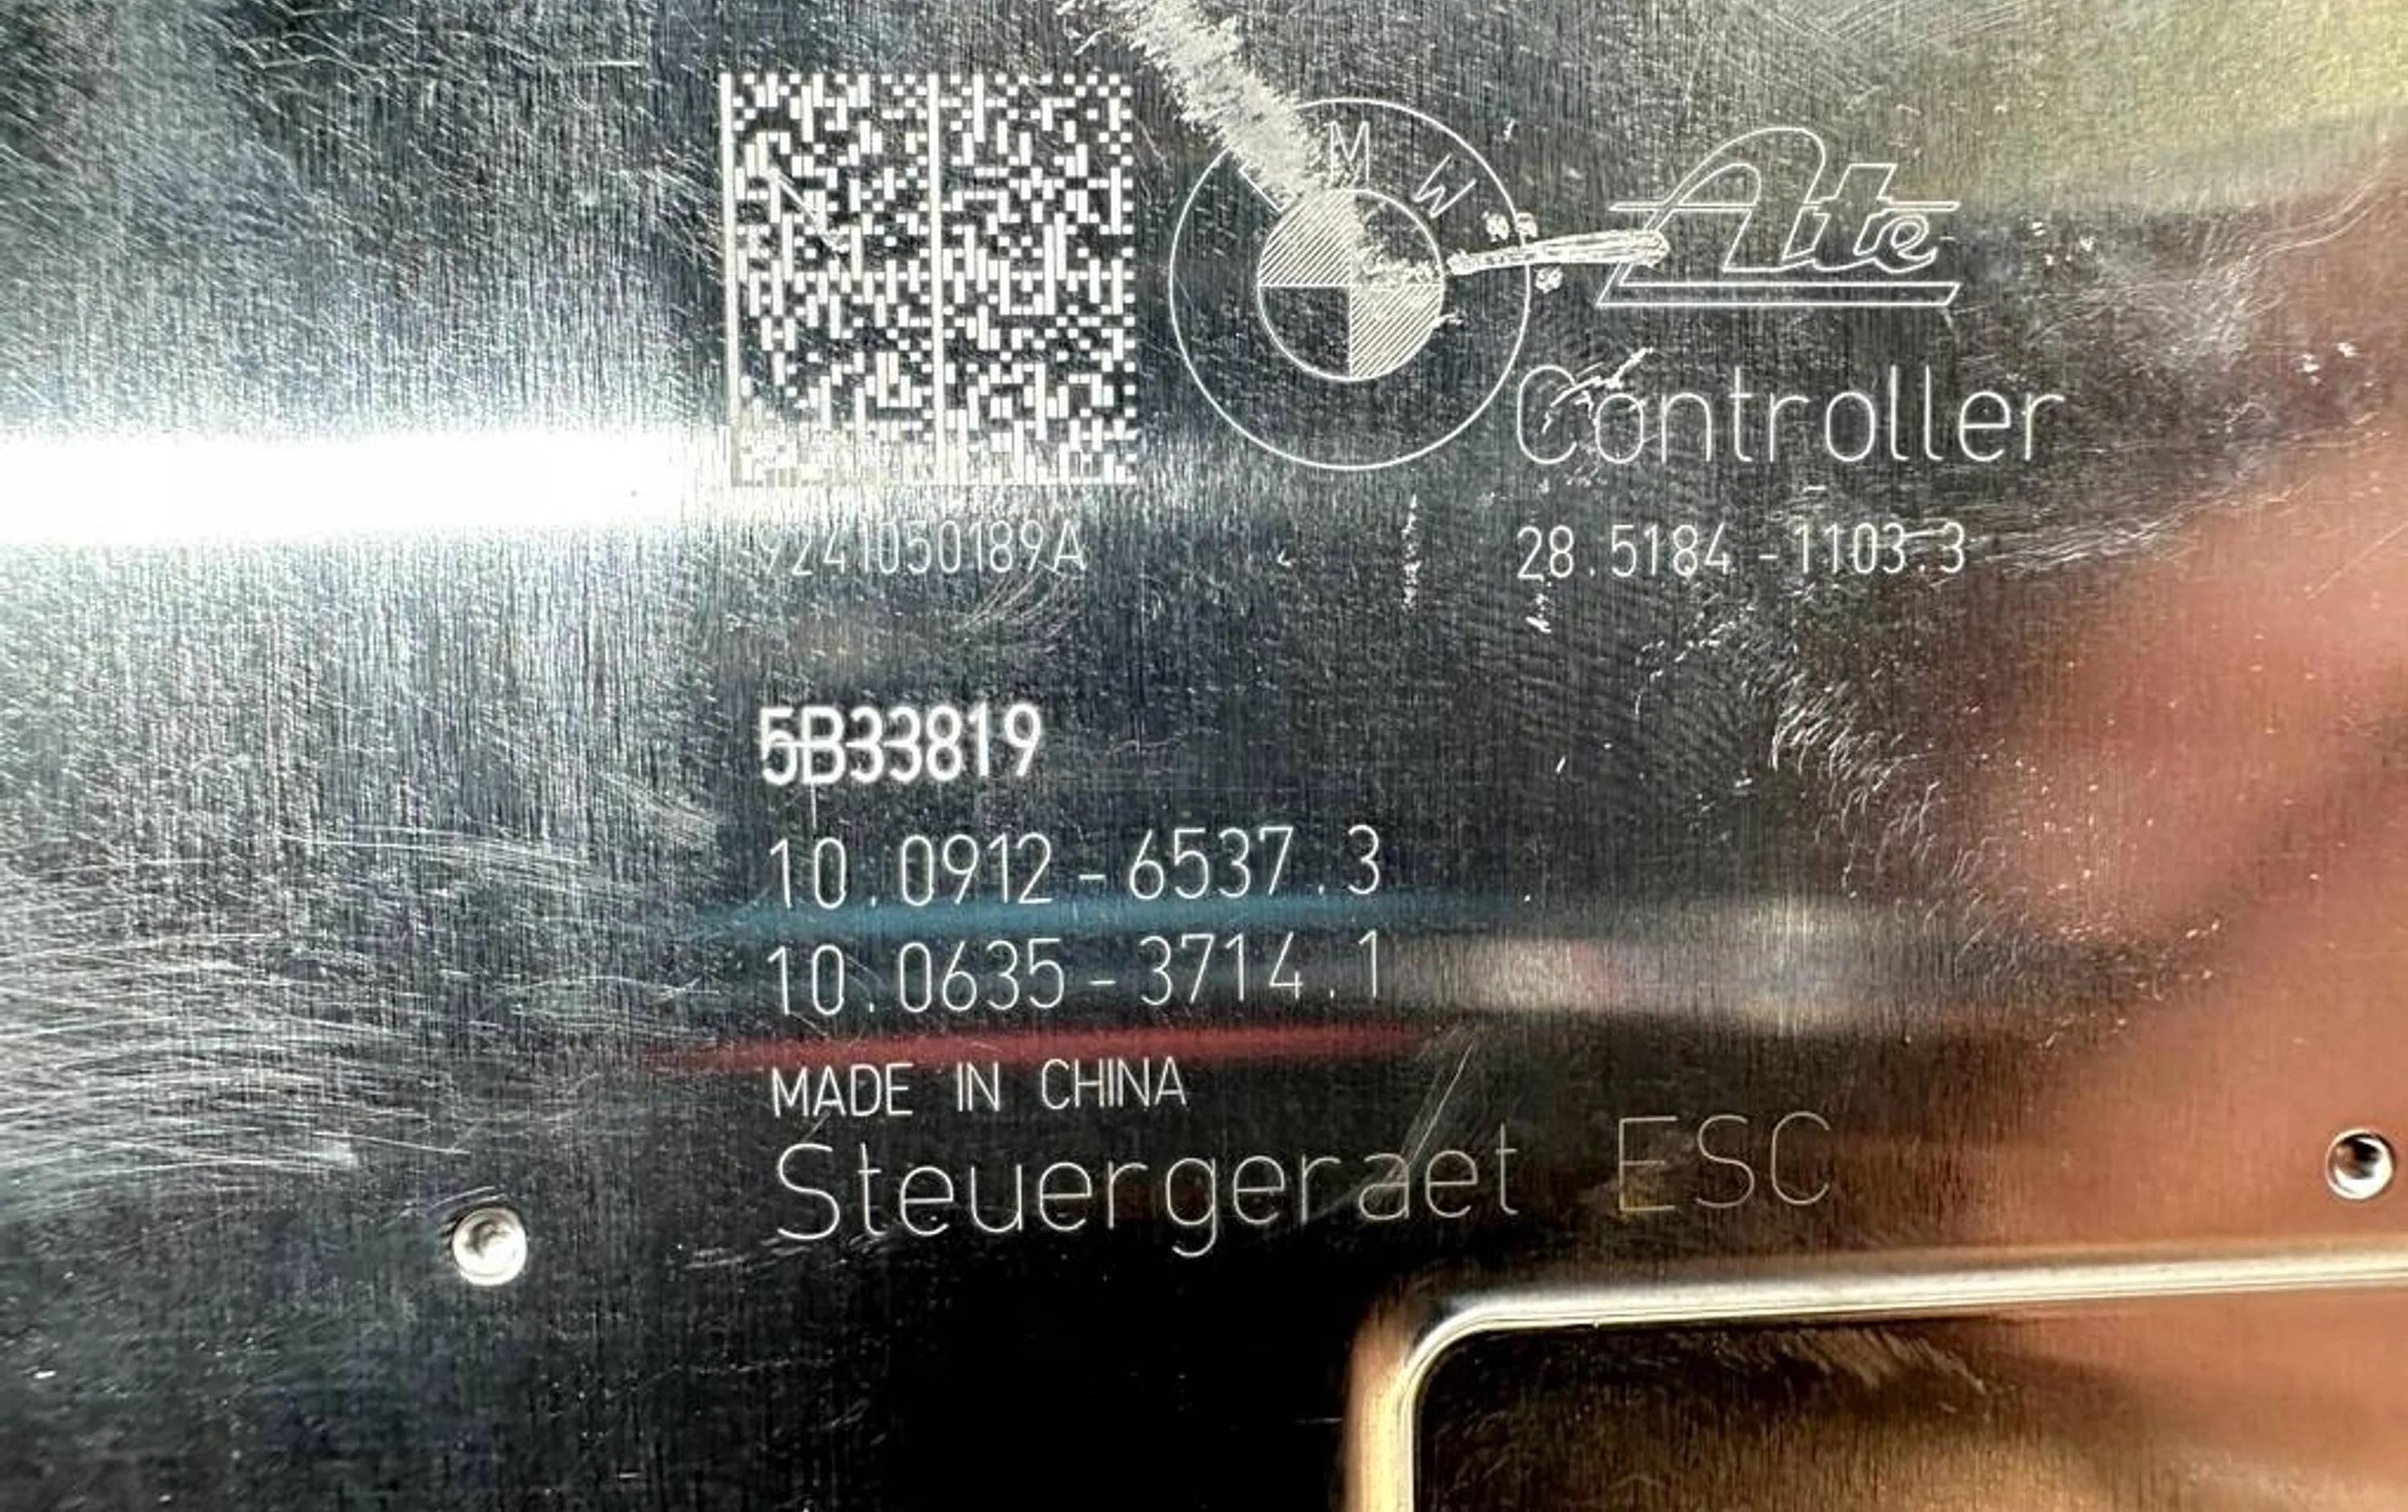 M W
Ate
Controller
9241050189A
28.5184-1103.3
5B33819
10.0912-6537.3
10.0635-3714.1
MADE IN CHINA
Steuergeraet ESC